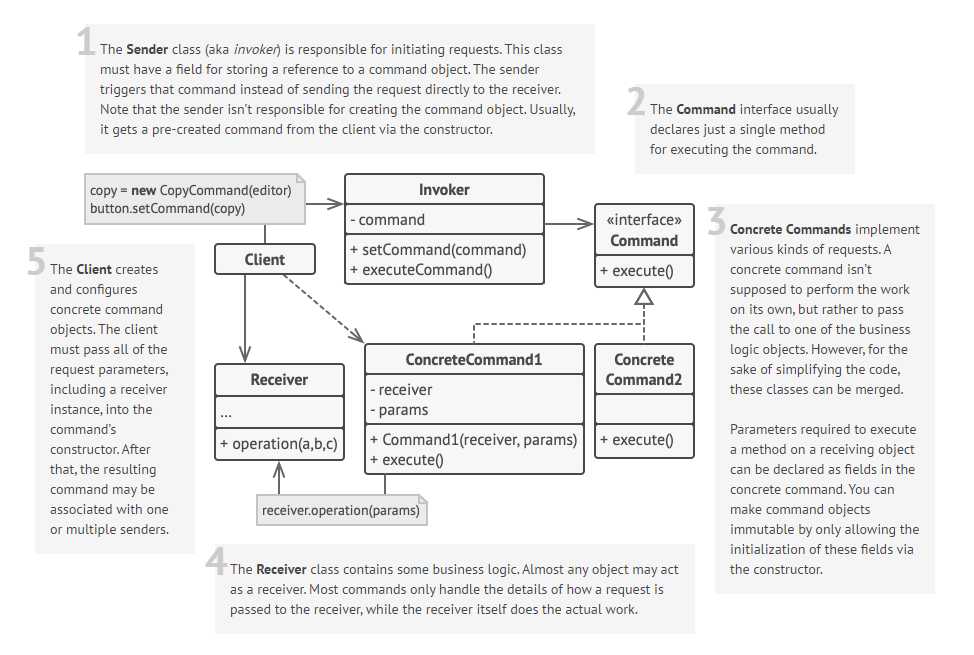 1
The Sender class (aka invoker) is responsible for initiating requests. This class
must have a field for storing a reference to a command object. The sender
triggers that command instead of sending the request directly to the receiver.
Note that the sender isn't responsible for creating the command object. Usually,
it gets a pre-created command from the client via the constructor.
2
The Command interface usually
declares just a single method
for executing the command.
copy = new CopyCommand(editor)
button.setCommand(copy)
Invoker
- command
+ setCommand(command)
+ executeCommand()
«interface»
Command
+ execute()
3
Concrete Commands implement
various kinds of requests. A
concrete command isn't
supposed to perform the work
on its own, but rather to pass
the call to one of the business
logic objects. However, for the
sake of simplifying the code,
these classes can be merged.
Parameters required to execute
a method on a receiving object
can be declared as fields in the
concrete command. You can
make command objects
immutable by only allowing the
initialization of these fields via
the constructor.
5
The Client creates
and configures
concrete command
objects. The client
must pass all of the
request parameters,
including a receiver
instance, into the
command's
constructor. After
that, the resulting
command may be
associated with one
or multiple senders.
Client
Receiver
...
+ operation(a,b,c)
ConcreteCommand1
- receiver
- params
+ Command1(receiver, params)
+ execute()
Concrete
Command2
+ execute()
receiver.operation(params)
4
The Receiver class contains some business logic. Almost any object may act
as a receiver. Most commands only handle the details of how a request is
passed to the receiver, while the receiver itself does the actual work.